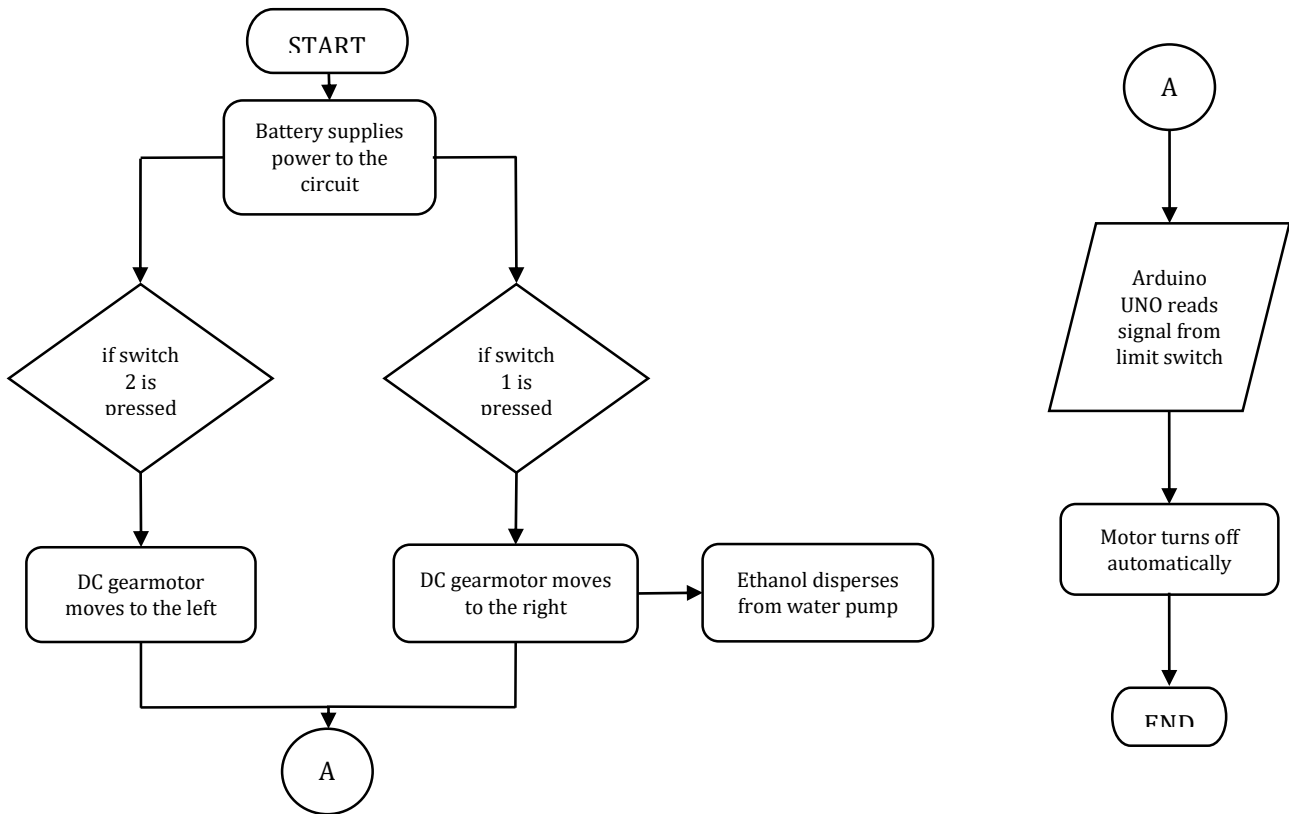 START
Battery supplies
power to the
circuit
if switch
2 is
pressed
if switch
1 is
pressed
DC gearmotor
moves to the left
DC gearmotor moves
to the right
Ethanol disperses
from water pump
A
A
Arduino
UNO reads
signal from
limit switch
Motor turns off
automatically
END